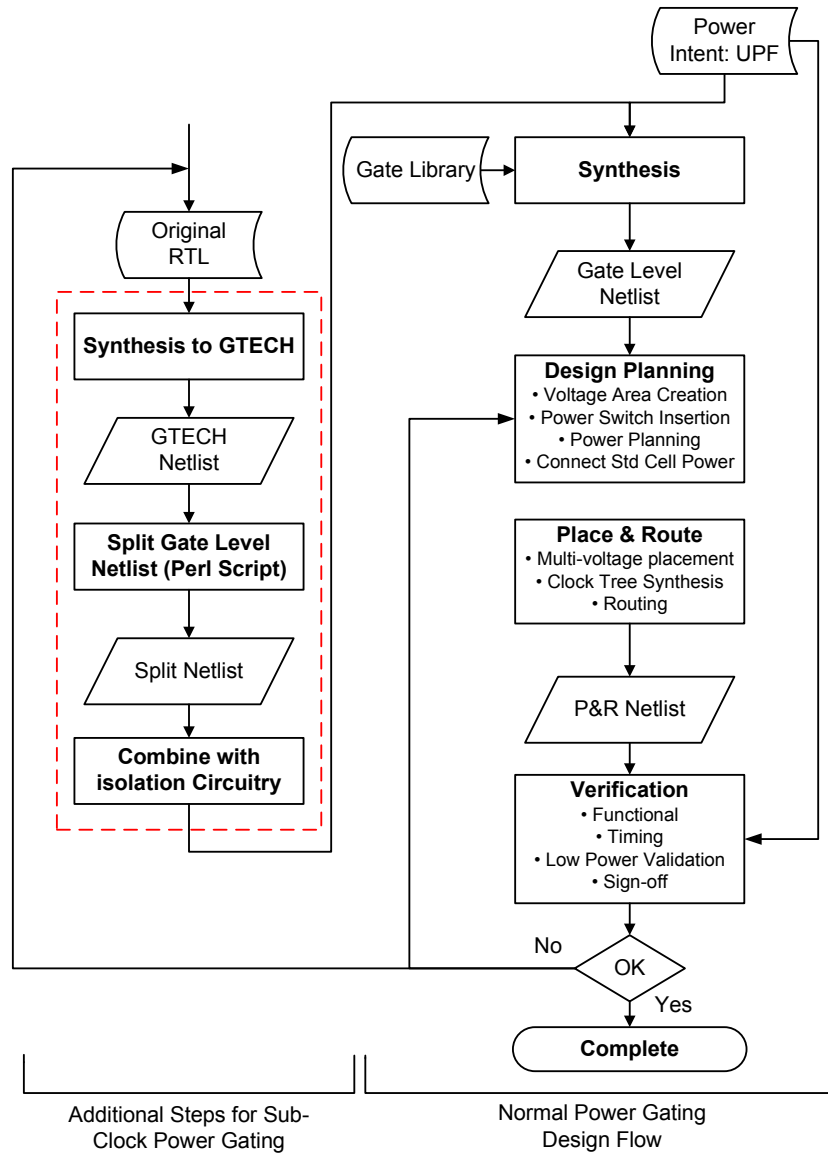 Power
Intent: UPF
Gate Library
Synthesis
Original
RTL
Gate Level
Netlist
Synthesis to GTECH
Design Planning
• Voltage Area Creation
• Power Switch Insertion
• Power Planning
• Connect Std Cell Power
GTECH
Netlist
Split Gate Level
Netlist (Perl Script)
Place & Route
• Multi-voltage placement
• Clock Tree Synthesis
• Routing
Split Netlist
P&R Netlist
Combine with
isolation Circuitry
Verification
• Functional
• Timing
• Low Power Validation
• Sign-off
No
OK
Yes
Complete
Additional Steps for Sub-
Clock Power Gating
Normal Power Gating
Design Flow